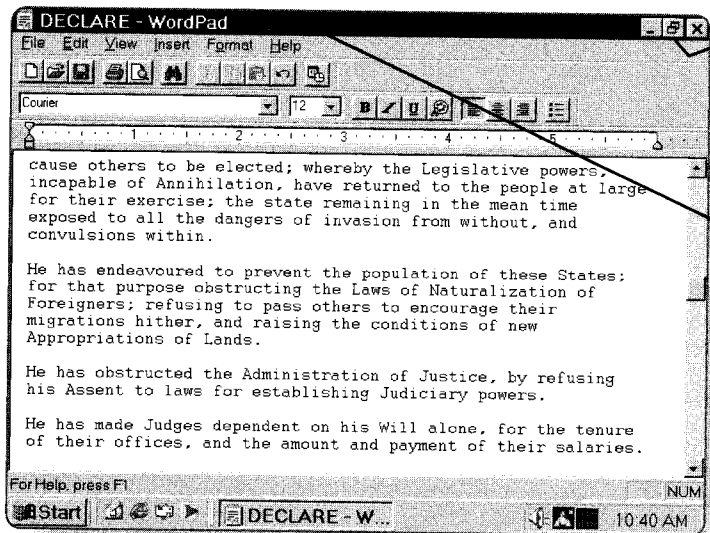 DECLARE - WordPad
File Edit View Insert Format Help
Courier 12 B / U
1 2 3 4 5
cause others to be elected; whereby the Legislative powers,
incapable of Annihilation, have returned to the people at large
for their exercise; the state remaining in the mean time
exposed to all the dangers of invasion from without, and
convulsions within.
He has endeavoured to prevent the population of these States;
for that purpose obstructing the Laws of Naturalization of
Foreigners; refusing to pass others to encourage their
migrations hither, and raising the conditions of new
Appropriations of Lands.
He has obstructed the Administration of Justice, by refusing
his Assent to laws for establishing Judiciary powers.
He has made Judges dependent on his Will alone, for the tenure
of their offices, and the amount and payment of their salaries.
For Help, press F1 NUM
Start DECLARE - W... 10:40 AM